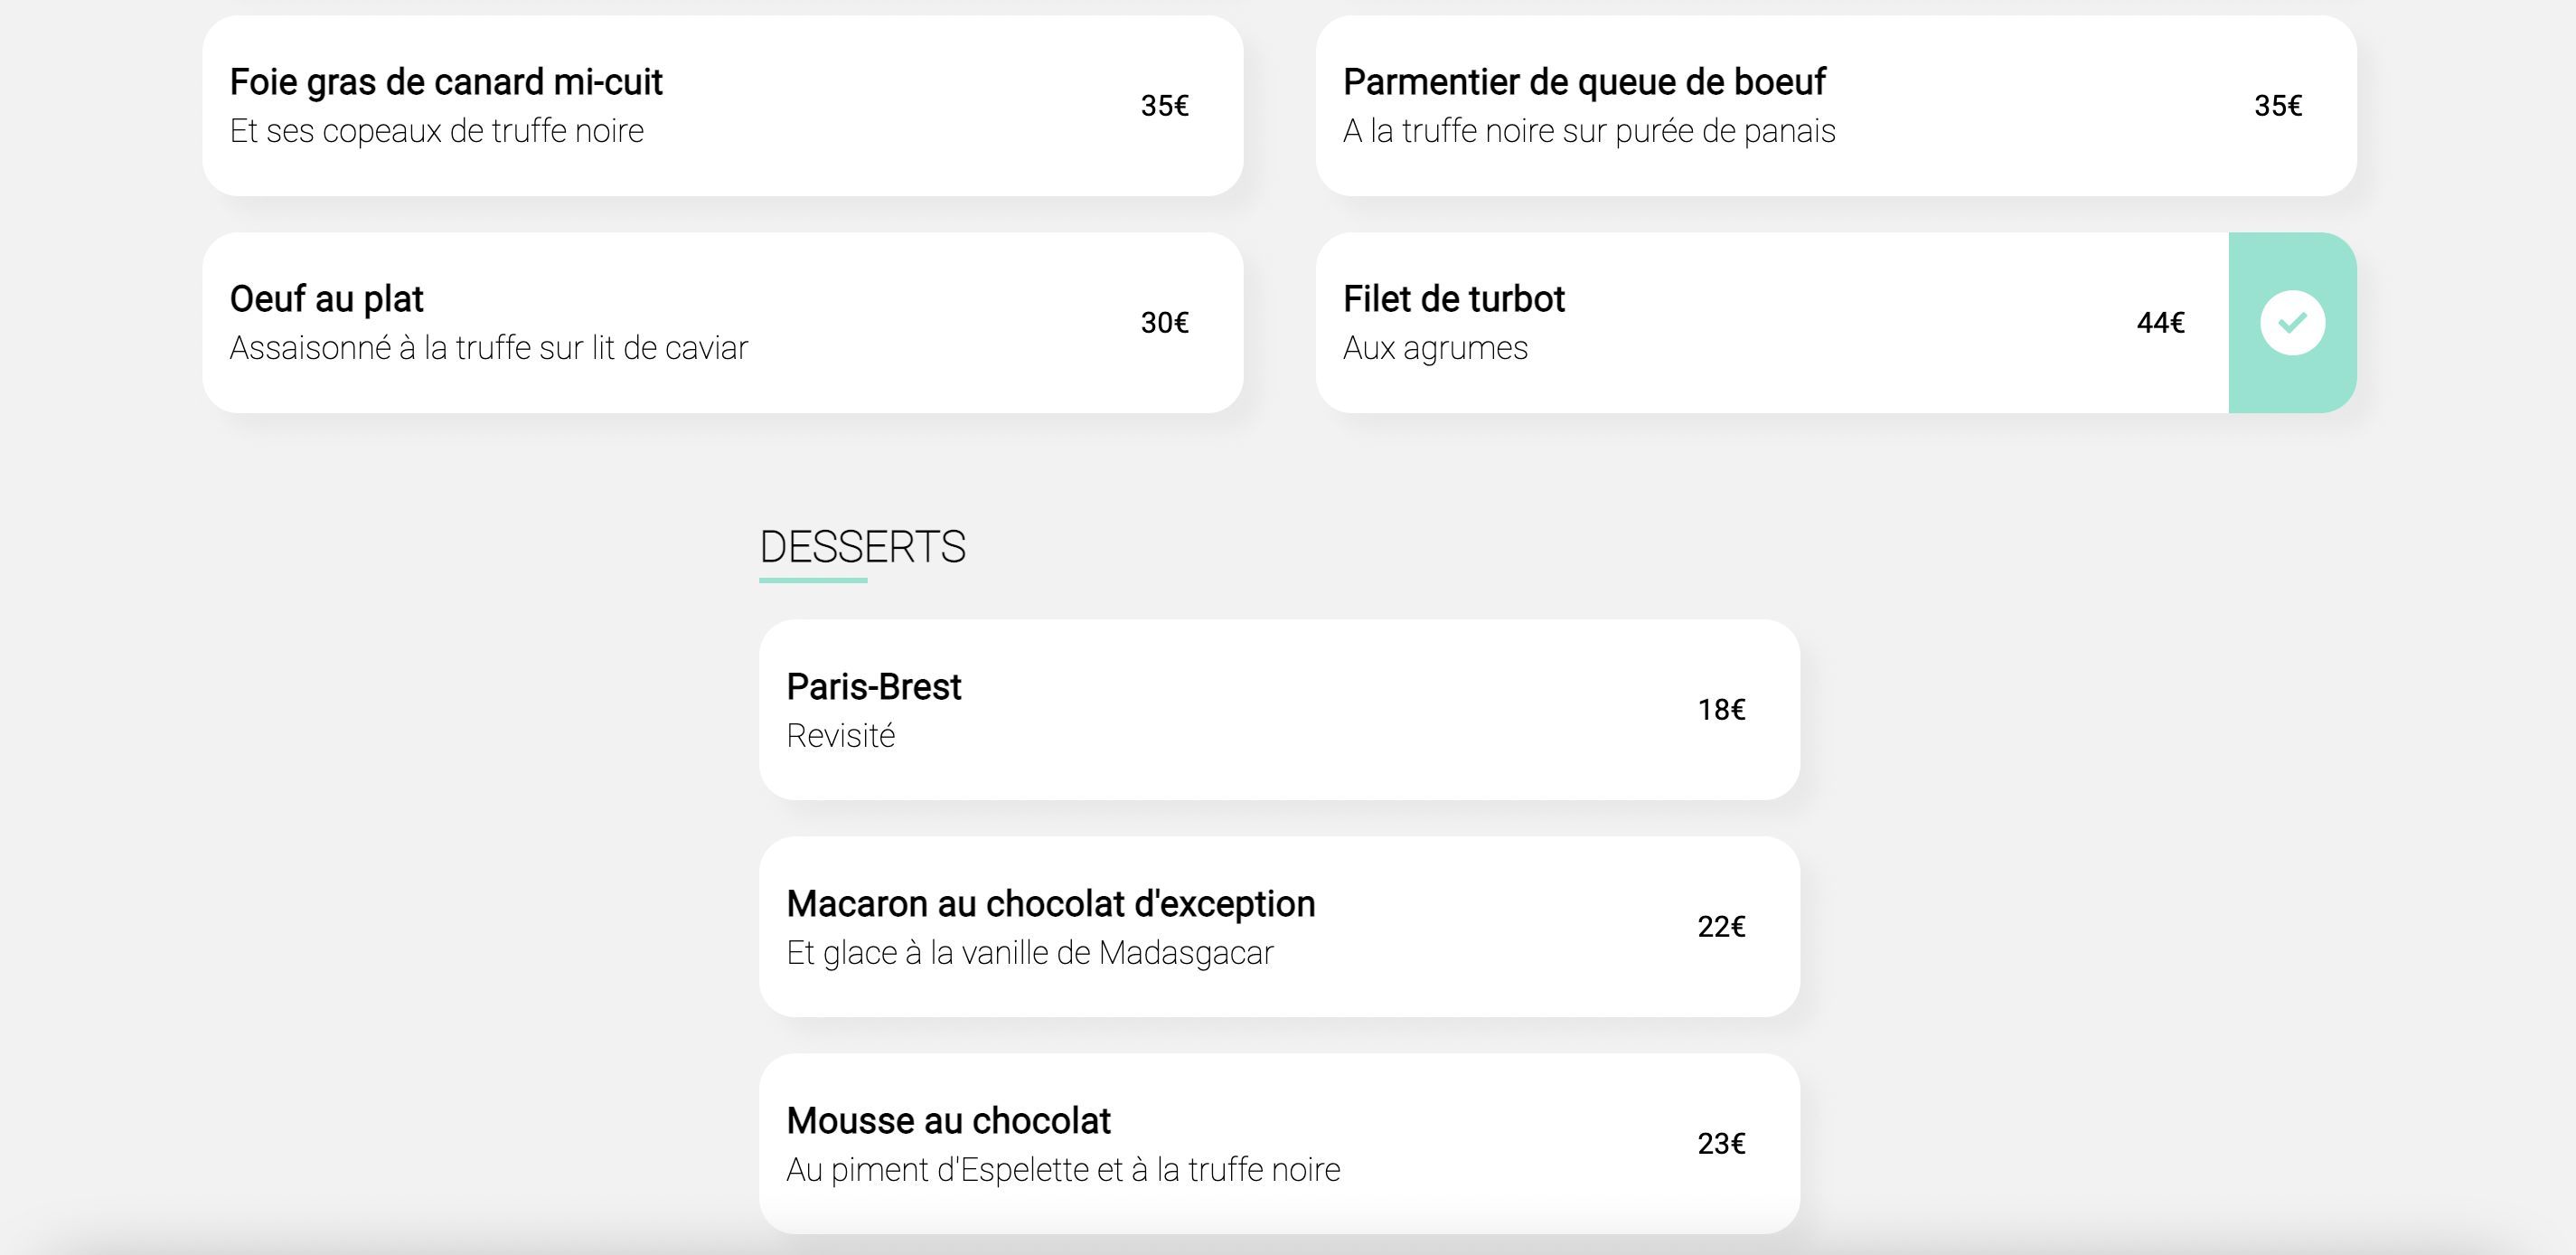 Foie gras de canard mi-cuit
Et ses copeaux de truffe noire
35€
Parmentier de queue de boeuf
A la truffe noire sur purée de panais
35€
Oeuf au plat
Assaisonné à la truffe sur lit de caviar
30€
Filet de turbot
Aux agrumes
44€
DESSERTS
Paris-Brest
Revisité
18€
Macaron au chocolat d'exception
Et glace à la vanille de Madasgacar
22€
Mousse au chocolat
Au piment d'Espelette et à la truffe noire
23€